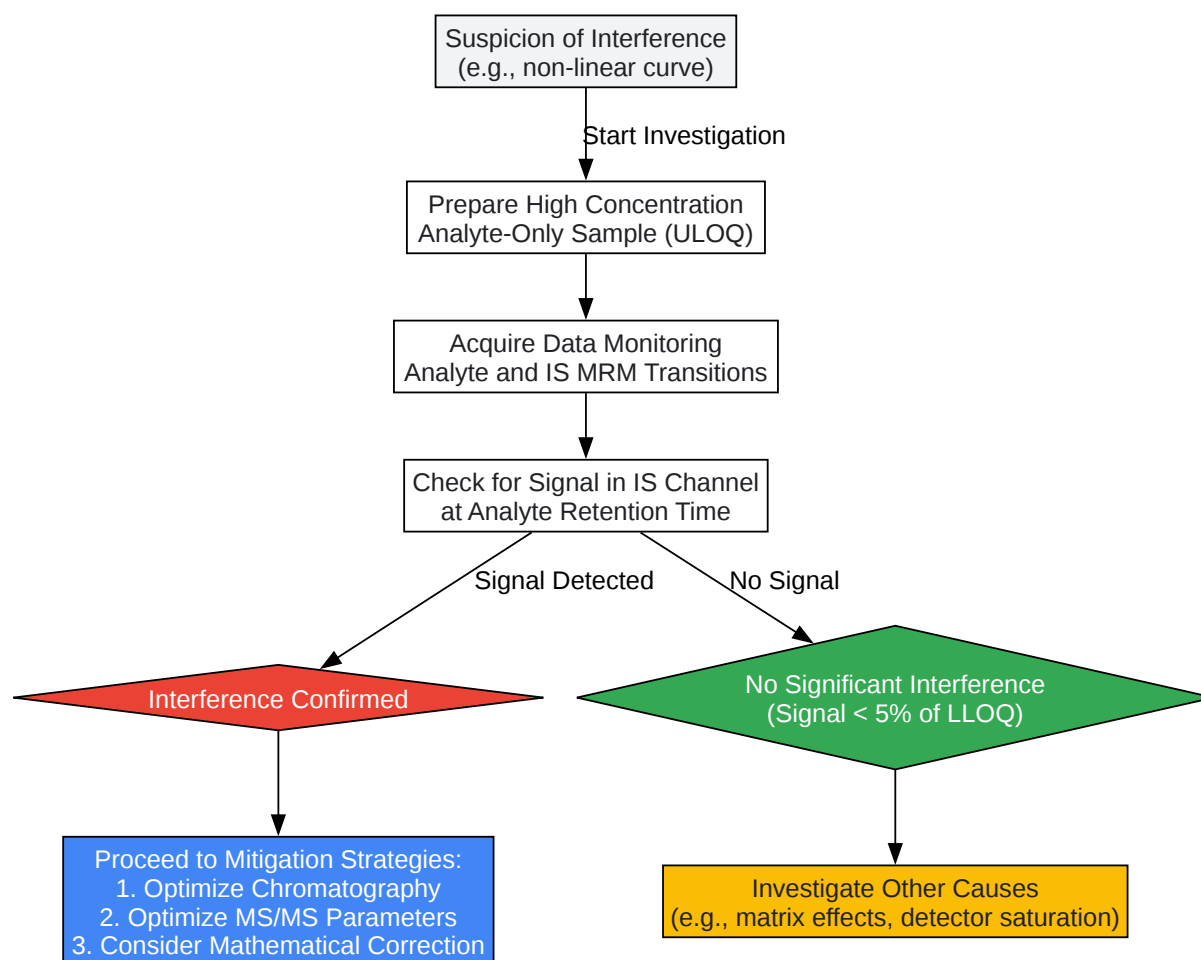 Suspicion of Interference
(e.g., non-linear curve)
Start Investigation
Prepare High Concentration
Analyte-Only Sample (ULOQ)
Acquire Data Monitoring
Analyte and IS MRM Transitions
Check for Signal in IS Channel
at Analyte Retention Time
Signal Detected
No Signal
Interference Confirmed
No Significant Interference
(Signal < 5% of LLOQ)
Proceed to Mitigation Strategies:
1. Optimize Chromatography
2. Optimize MS/MS Parameters
3. Consider Mathematical Correction
Investigate Other Causes
(e.g., matrix effects, detector saturation)